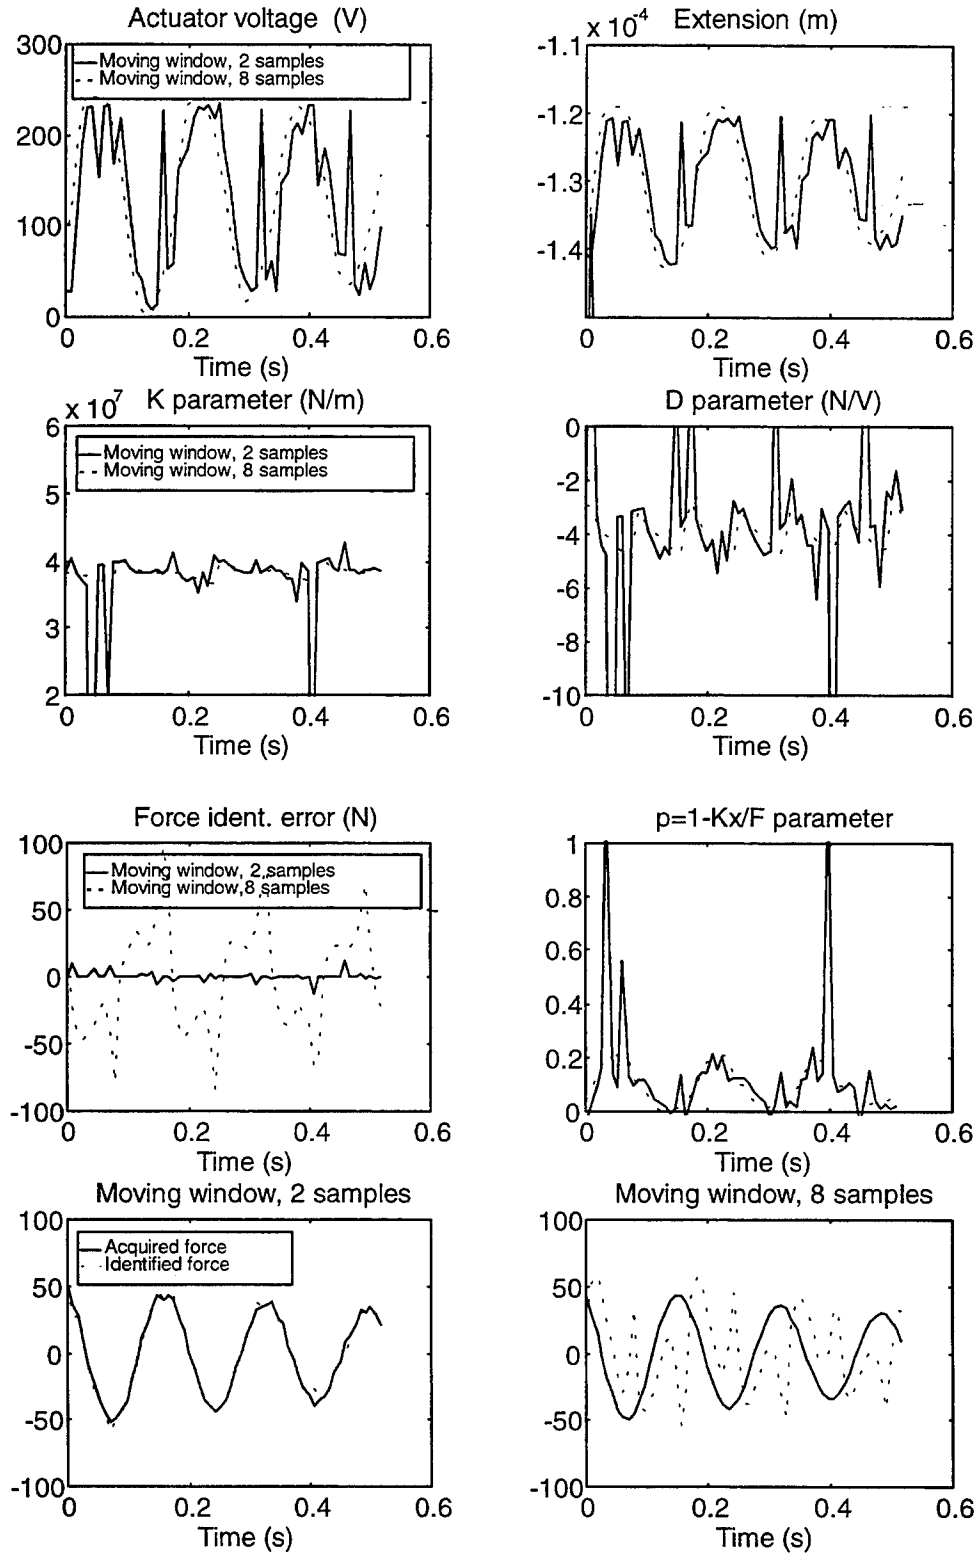 Actuator voltage (V)
300
Moving window, 2 samples
Moving window, 8 samples
200
100
0
0 0.2 0.4 0.6
Time (s)
x 10-4 Extension (m)
-1.1
-1.2
-1.3
-1.4
0 0.2 0.4 0.6
Time (s)
x 10^7 K parameter (N/m)
6
Moving window, 2 samples
Moving window, 8 samples
5
4
3
2
0 0.2 0.4 0.6
Time (s)
D parameter (N/V)
0
-2
-4
-6
-8
-10
0 0.2 0.4 0.6
Time (s)
Force ident. error (N)
100
Moving window, 2 samples
Moving window,8 samples
50
0
-50
-100
0 0.2 0.4 0.6
Time (s)
p=1-Kx/F parameter
1
0.8
0.6
0.4
0.2
0
0 0.2 0.4 0.6
Time (s)
Moving window, 2 samples
100
Acquired force
Identified force
50
0
-50
-100
0 0.2 0.4 0.6
Time (s)
Moving window, 8 samples
100
50
0
-50
-100
0 0.2 0.4 0.6
Time (s)